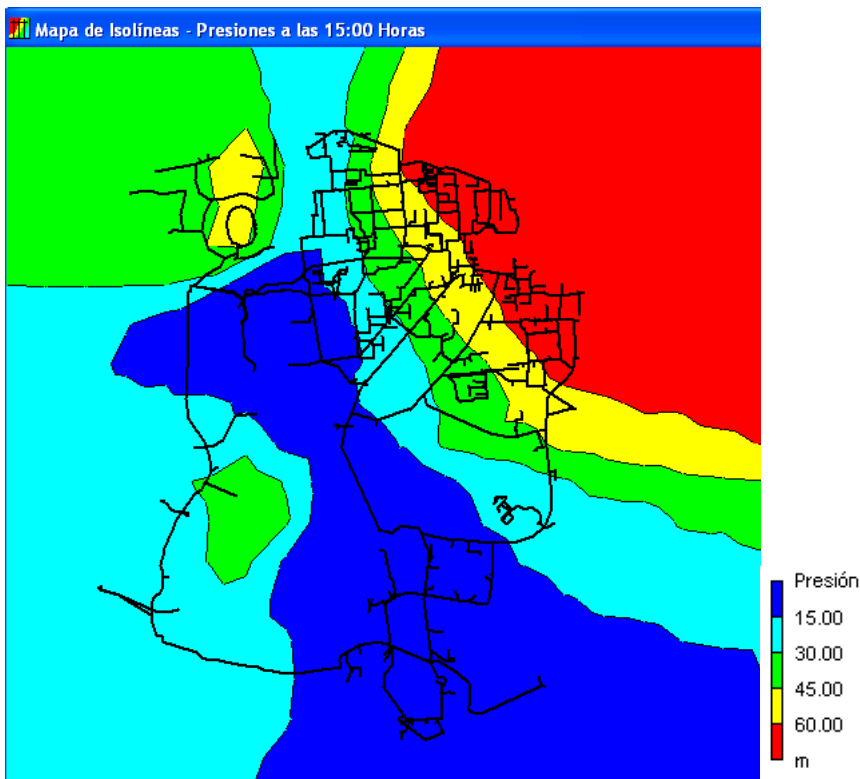 Mapa de Isolíneas - Presiones a las 15:00 Horas
Presión
15.00
30.00
45.00
60.00
m